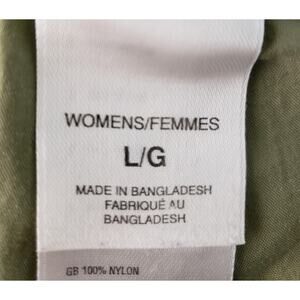 WOMENS/FEMMES
L/G
MADE IN BANGLADESH
FABRIQUÉ AU
BANGLADESH
GB 100% NYLON